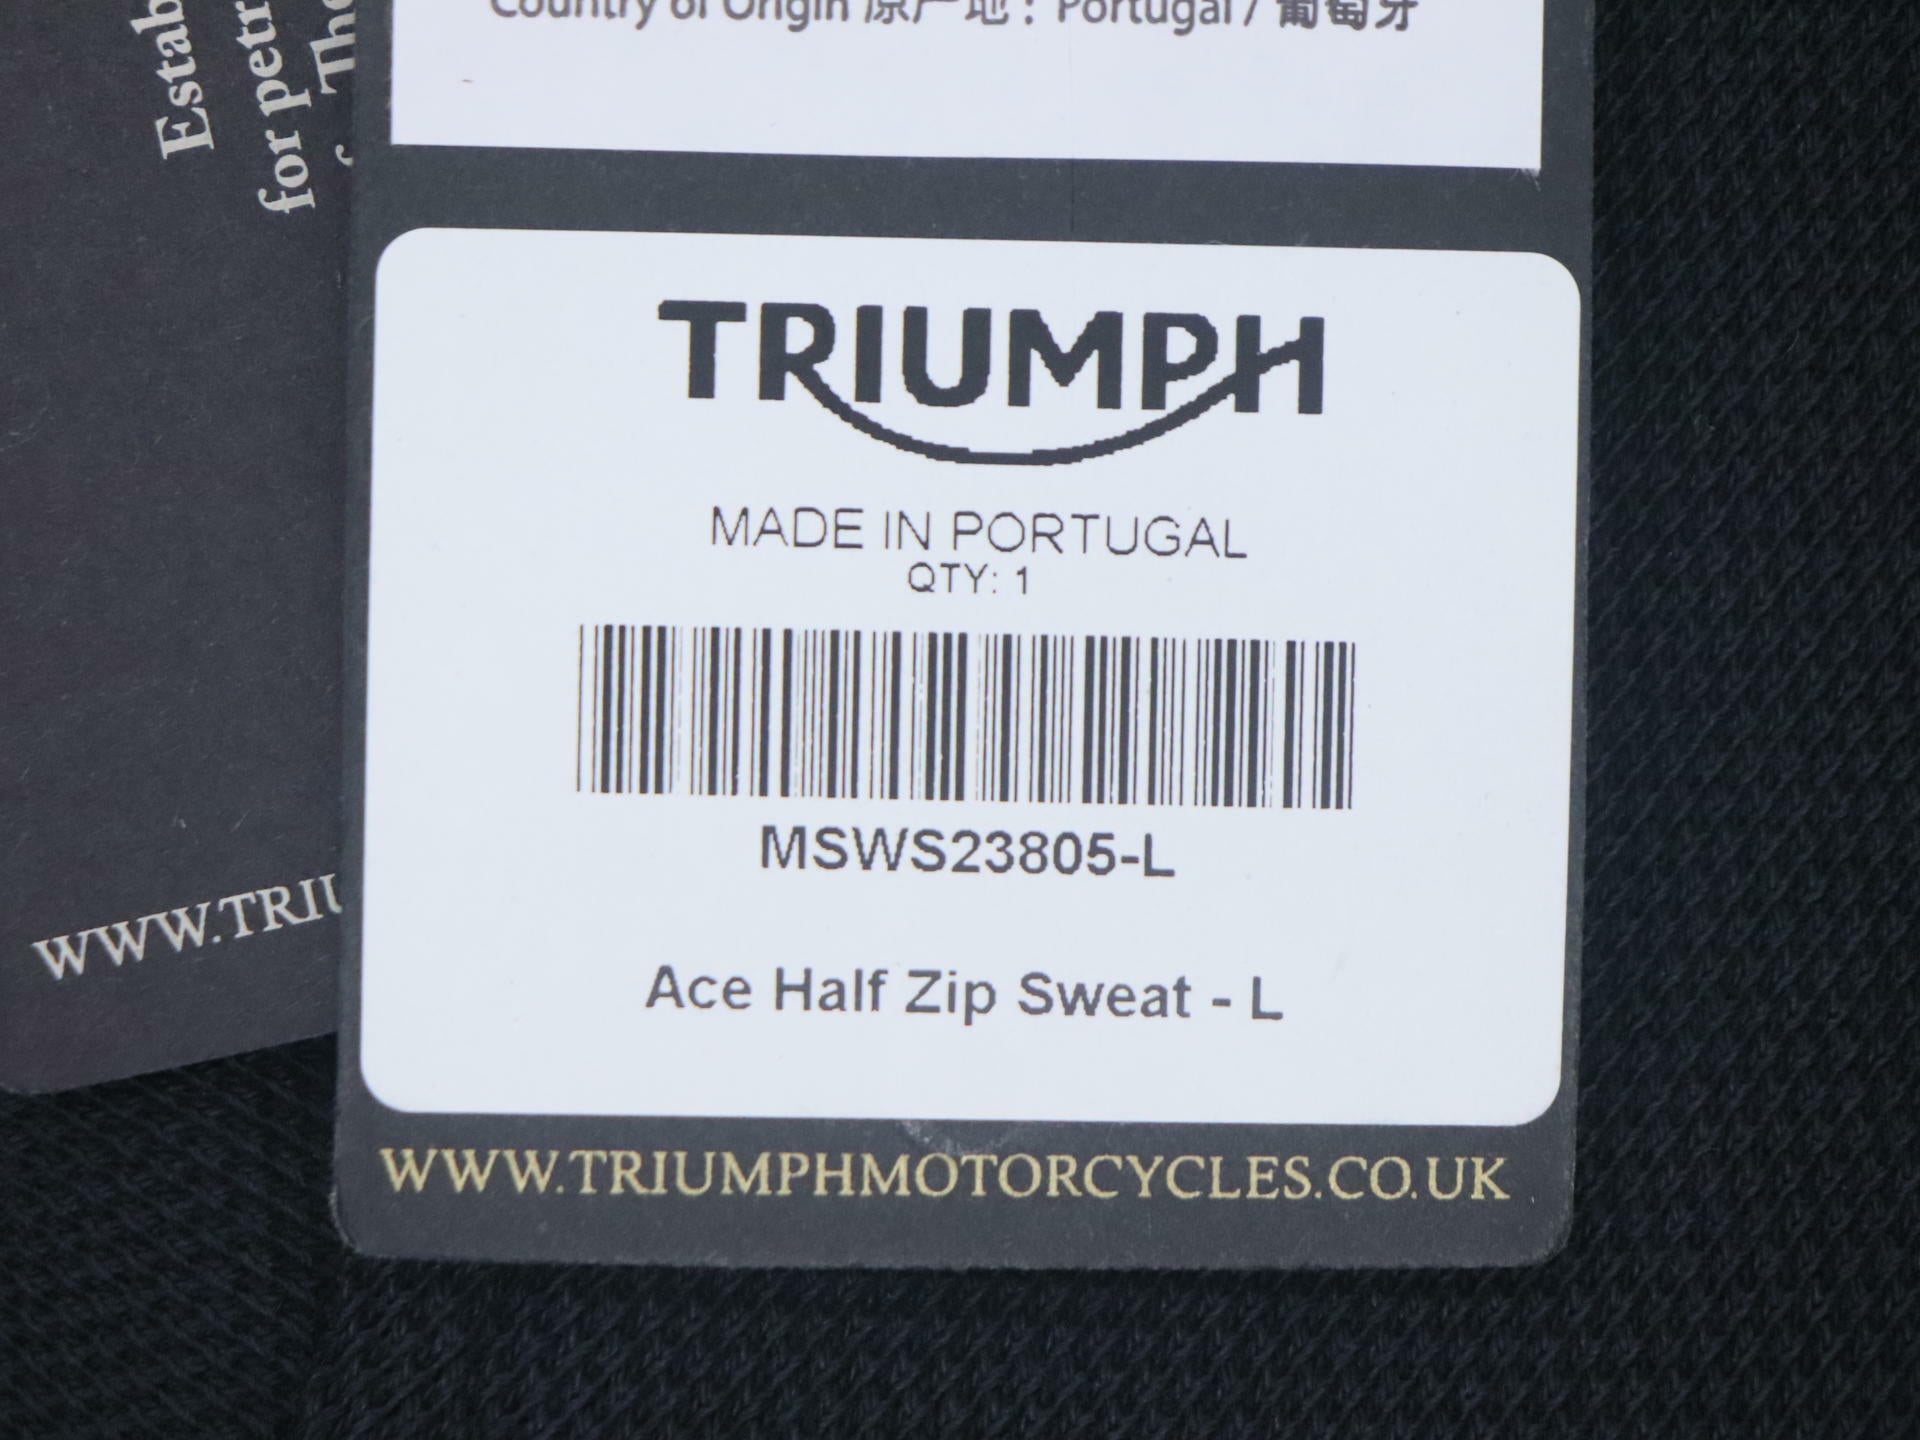 Country of Origin 原产地: Portugal / 葡萄牙
Estab
for petr
The
TRIUMPH
MADE IN PORTUGAL
QTY: 1
MSWS23805-L
Ace Half Zip Sweat - L
WWW.TRIU
WWW.TRIUMPHMOTORCYCLES.CO.UK